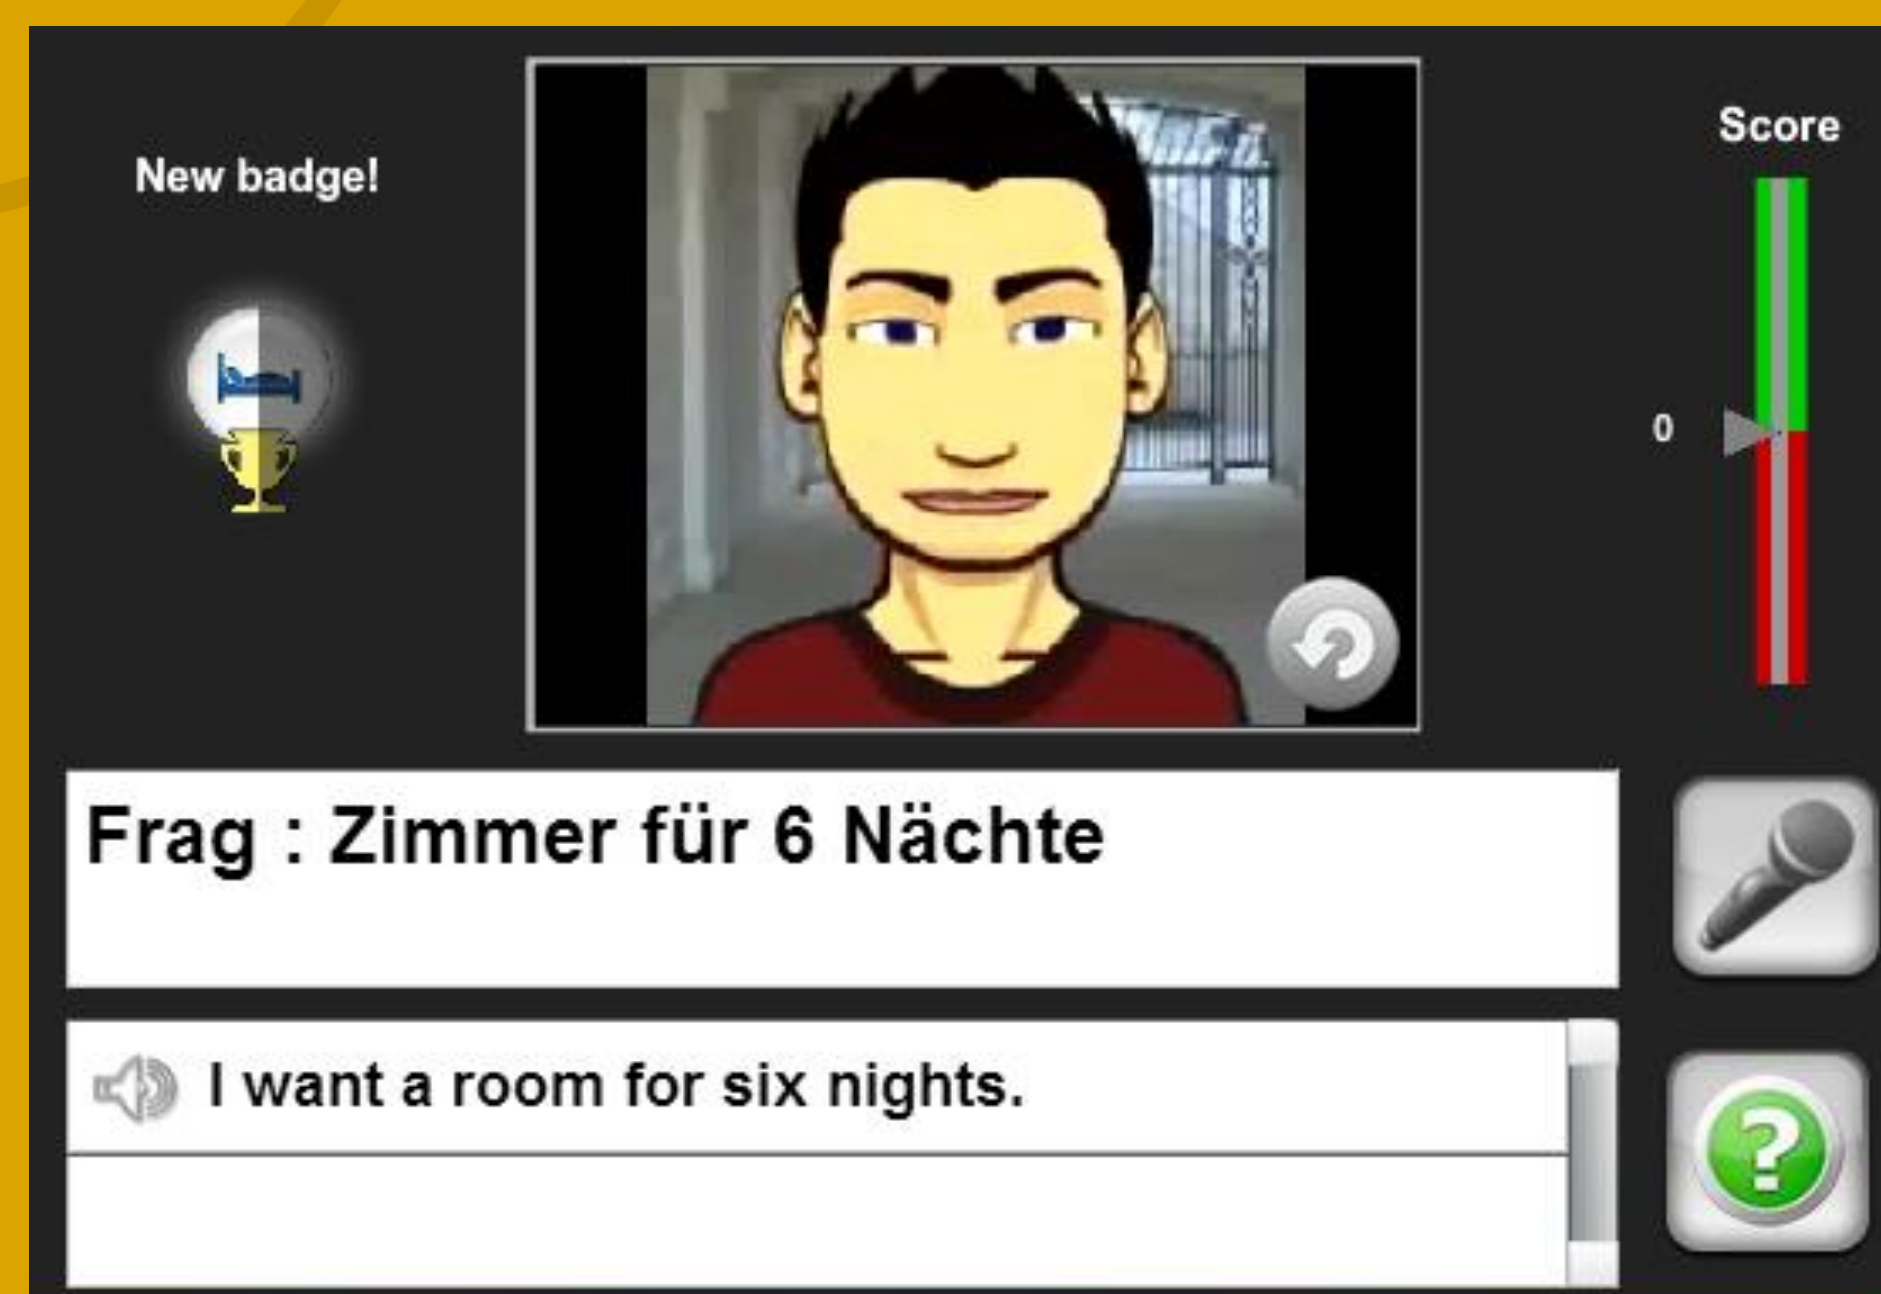 New badge!
Score
0
Frag : Zimmer für 6 Nächte
I want a room for six nights.
?